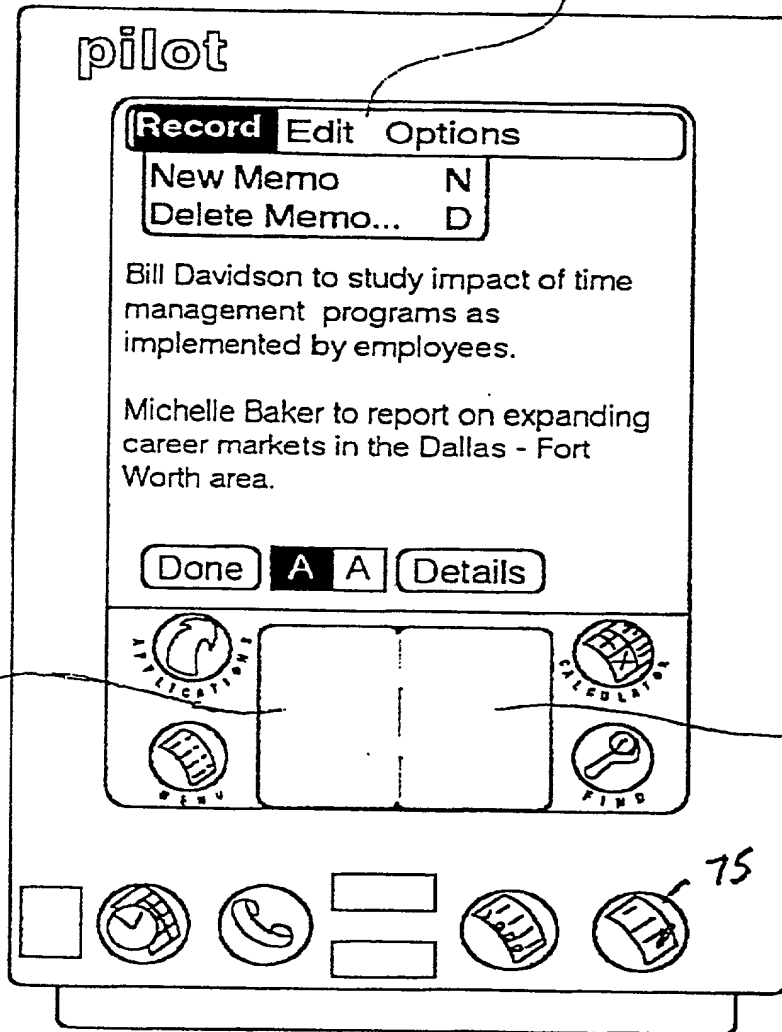 pilot
Record Edit Options
New Memo N
Delete Memo... D
Bill Davidson to study impact of time
management programs as
implemented by employees.
Michelle Baker to report on expanding
career markets in the Dallas - Fort
Worth area.
Done A A Details
APPLICATIONS CALCULATOR
MENU FIND
75